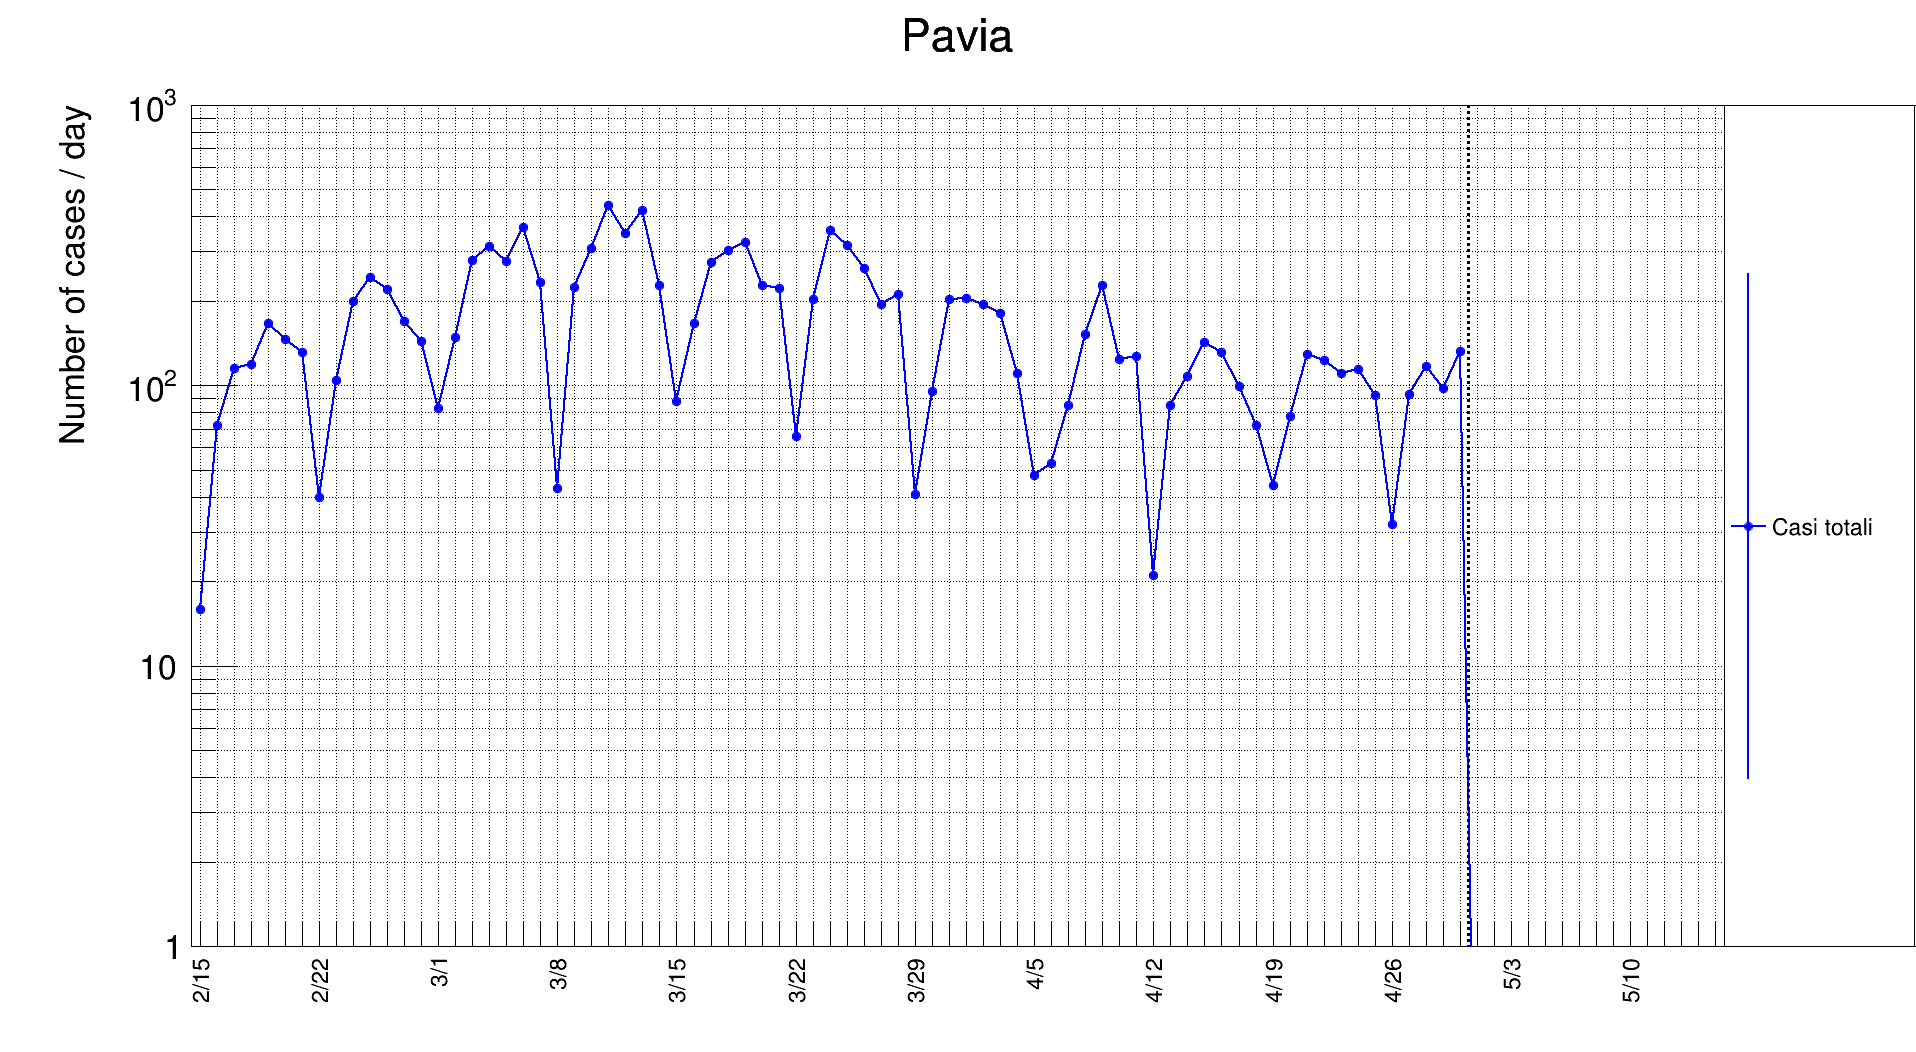 Pavia
Number of cases / day
10³
10²
10
1
2/15 2/22 3/1 3/8 3/15 3/22 3/29 4/5 4/12 4/19 4/26 5/3 5/10
Casi totali